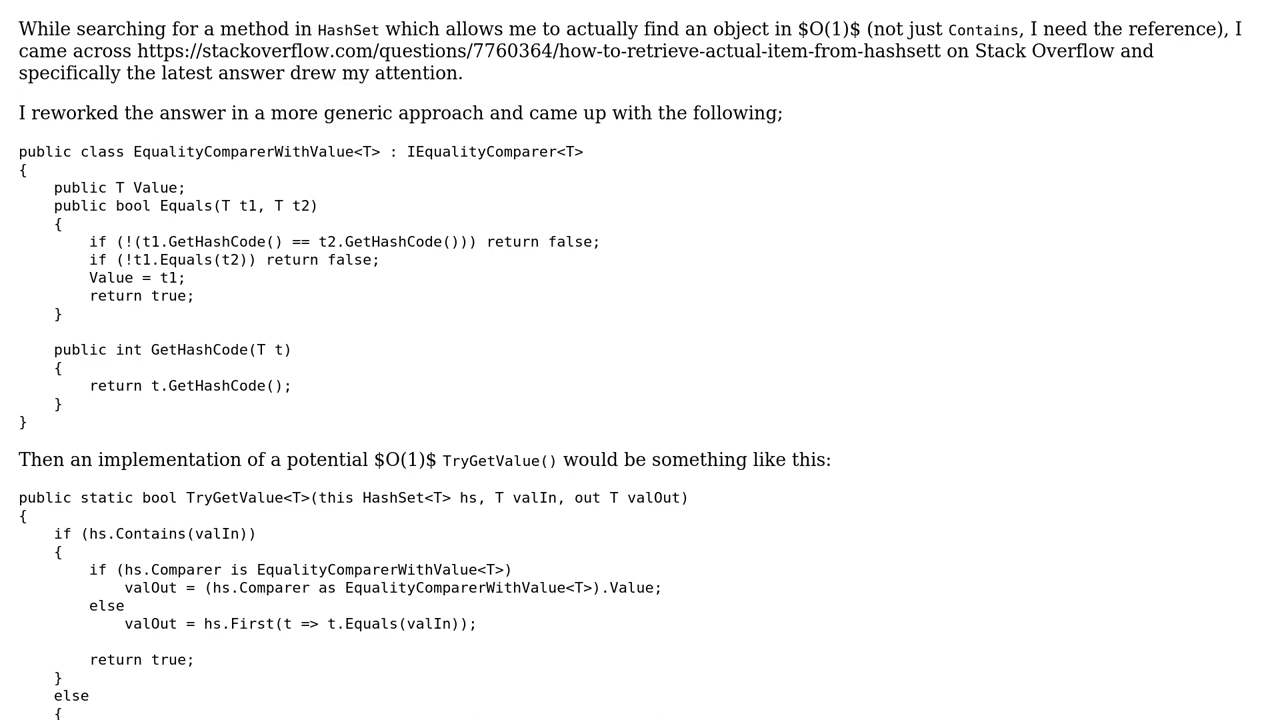 While searching for a method in HashSet which allows me to actually find an object in $O(1)$ (not just Contains, I need the reference), I
came across https://stackoverflow.com/questions/7760364/how-to-retrieve-actual-item-from-hashsett on Stack Overflow and
specifically the latest answer drew my attention.
I reworked the answer in a more generic approach and came up with the following;
public class EqualityComparerWithValue<T> : IEqualityComparer<T>
{
    public T Value;
    public bool Equals(T t1, T t2)
    {
        if (!(t1.GetHashCode() == t2.GetHashCode())) return false;
        if (!t1.Equals(t2)) return false;
        Value = t1;
        return true;
    }
    public int GetHashCode(T t)
    {
        return t.GetHashCode();
    }
}
Then an implementation of a potential $O(1)$ TryGetValue() would be something like this:
public static bool TryGetValue<T>(this HashSet<T> hs, T valIn, out T valOut)
{
    if (hs.Contains(valIn))
    {
        if (hs.Comparer is EqualityComparerWithValue<T>)
            valOut = (hs.Comparer as EqualityComparerWithValue<T>).Value;
        else
            valOut = hs.First(t => t.Equals(valIn));
        return true;
    }
    else
    {